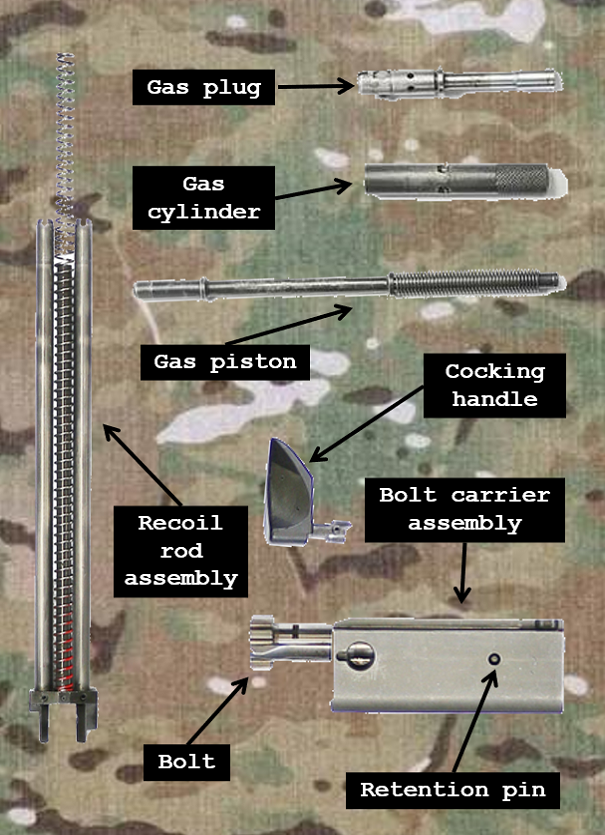 Gas plug
Gas
cylinder
Gas piston
Cocking
handle
Bolt carrier
assembly
Recoil
rod
assembly
Bolt
Retention pin